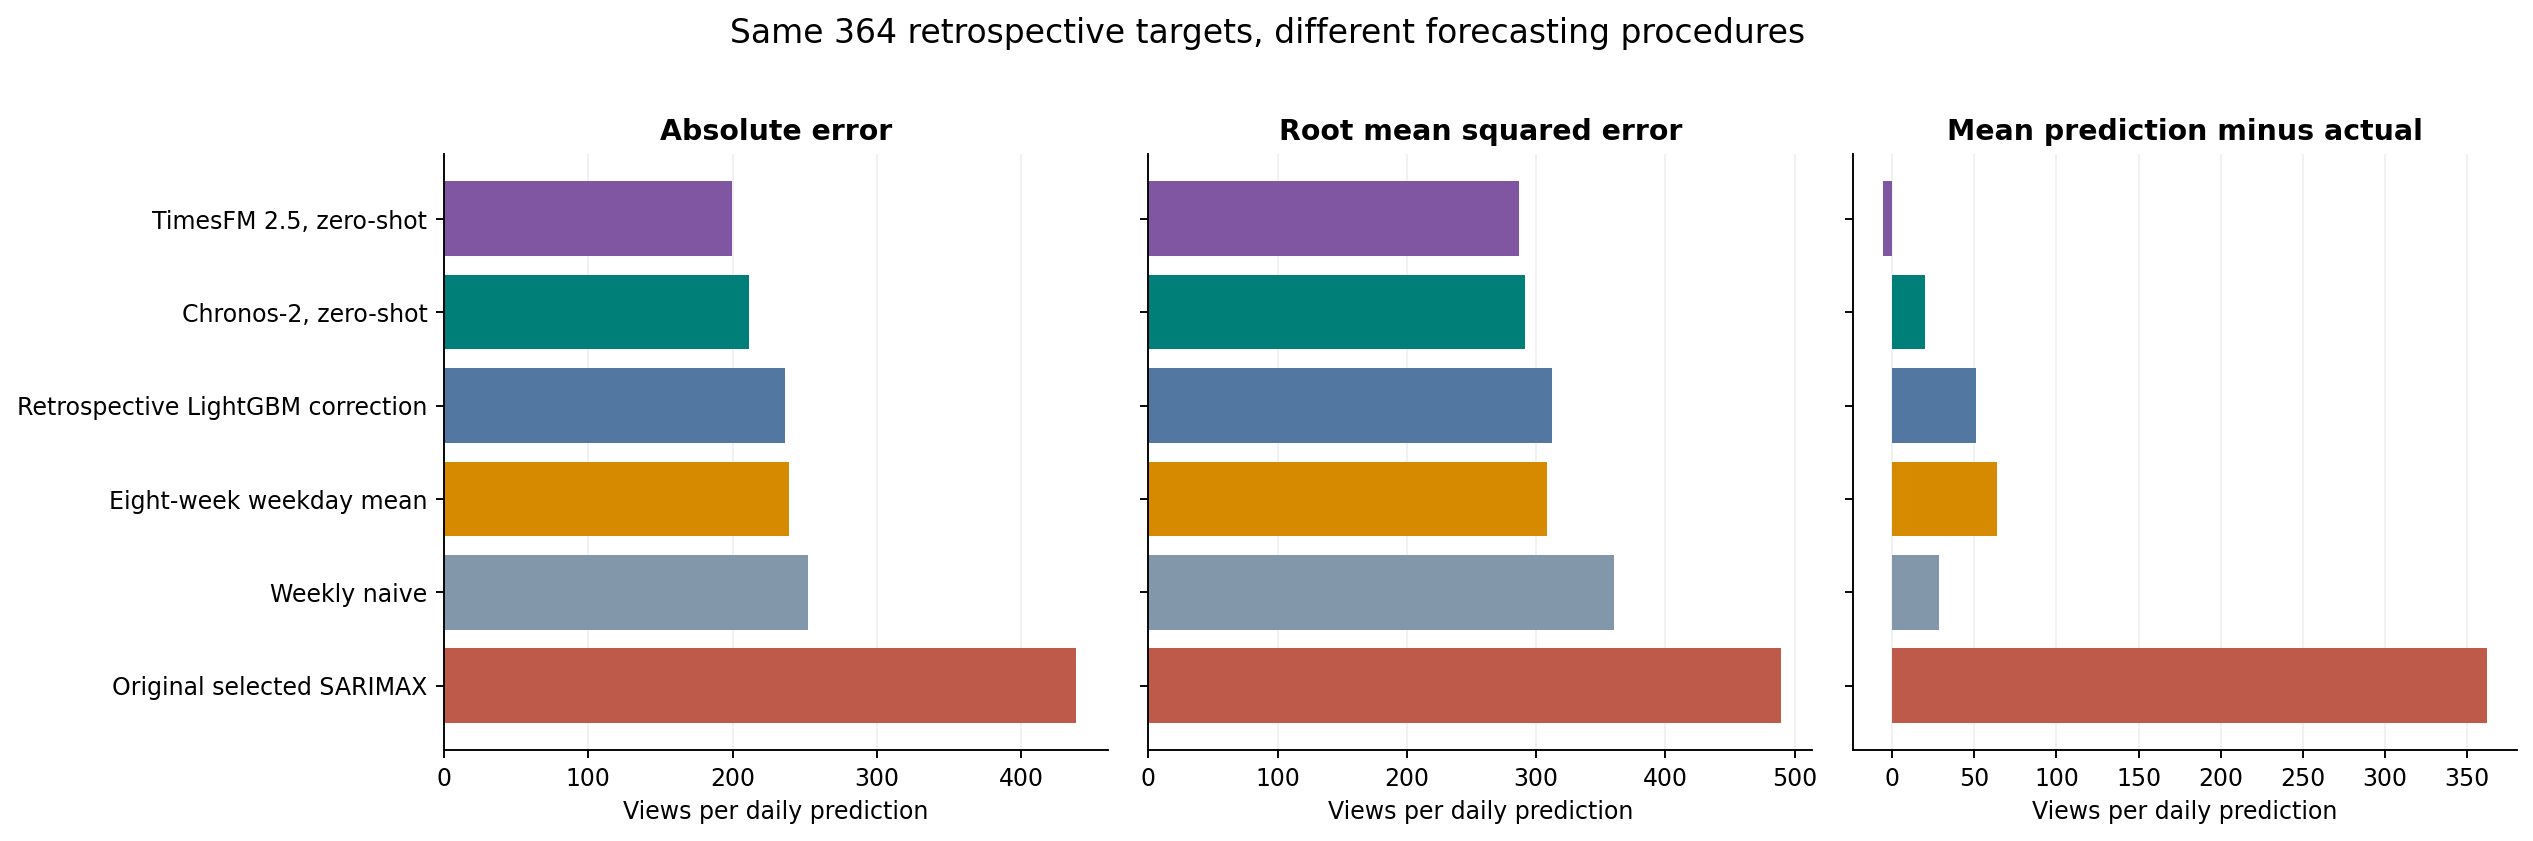 Same 364 retrospective targets, different forecasting procedures
Absolute error
TimesFM 2.5, zero-shot
Chronos-2, zero-shot
Retrospective LightGBM correction
Eight-week weekday mean
Weekly naive
Original selected SARIMAX
0 100 200 300 400
Views per daily prediction
Root mean squared error
0 100 200 300 400 500
Views per daily prediction
Mean prediction minus actual
0 50 100 150 200 250 300 350
Views per daily prediction